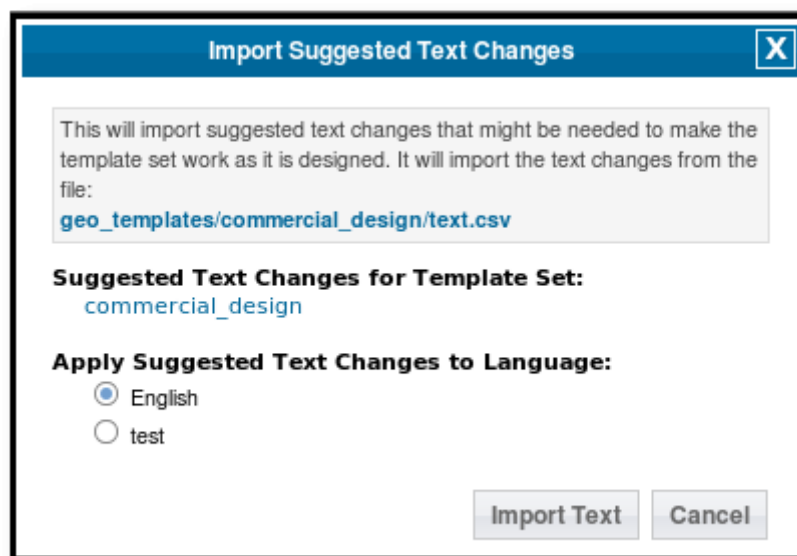 Import Suggested Text Changes
X
This will import suggested text changes that might be needed to make the
template set work as it is designed. It will import the text changes from the
file:
geo_templates/commercial_design/text.csv
Suggested Text Changes for Template Set:
commercial_design
Apply Suggested Text Changes to Language:
English
test
Import Text Cancel